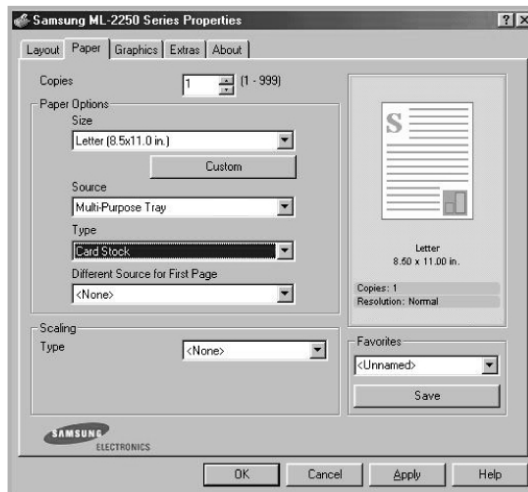 Samsung ML-2250 Series Properties
? X
Layout Paper Graphics Extras About
Copies 1 (1 - 999)
Paper Options
Size
Letter (8.5x11.0 in.)
Custom
Source
Multi-Purpose Tray
Type
Card Stock
Different Source for First Page
<None>
Scaling
Type <None>
S
Letter
8.50 x 11.00 in.
Copies: 1
Resolution: Normal
Favorites
<Unnamed>
Save
SAMSUNG
ELECTRONICS
OK Cancel Apply Help